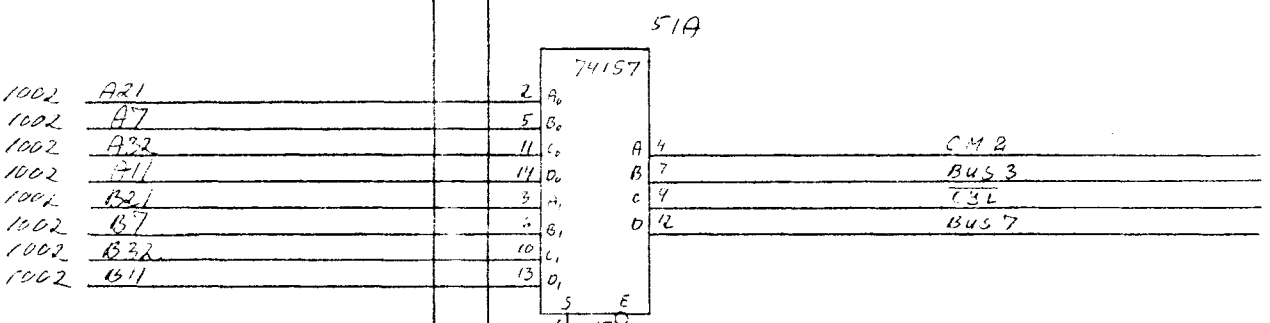 51A
74157
1002 A21 2 A₀
1002 A7 5 B₀
1002 A32 11 C₀
1002 A11 14 D₀
1002 B21 3 A₁
1002 B7 6 B₁
1002 B32 10 C₁
1002 B11 13 D₁
A 4 CM2
B 7 BUS 3
C 9
D 12 BUS 7
S E